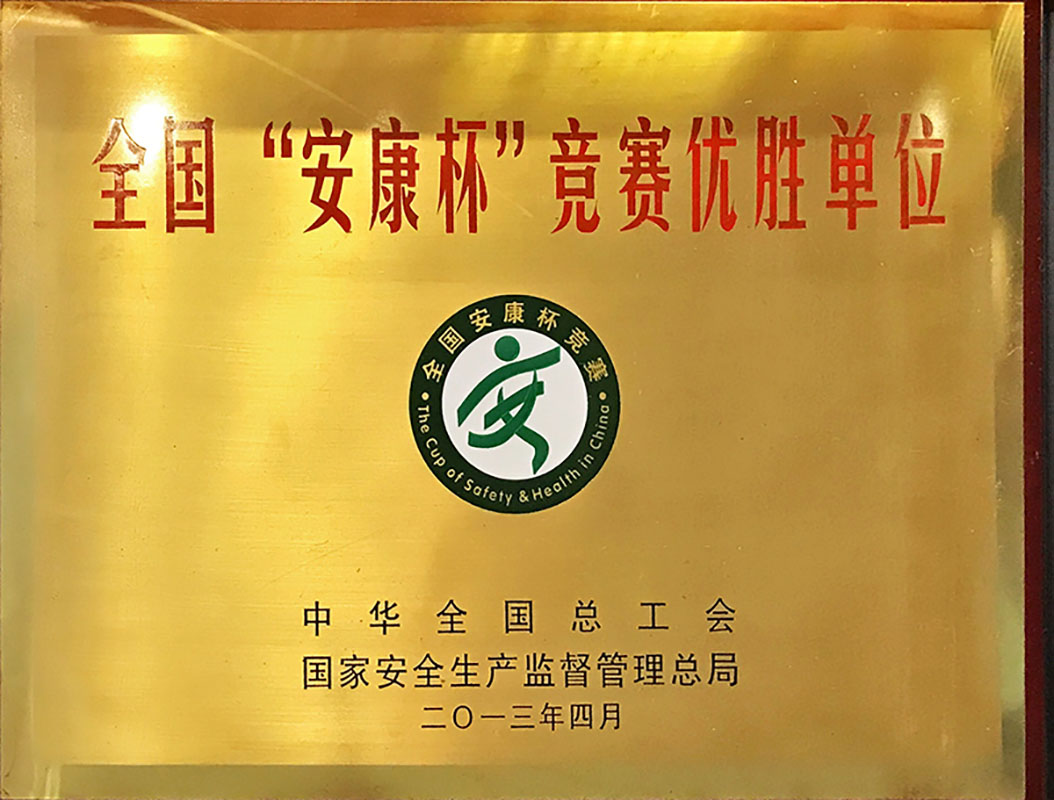 全国“安康杯”竞赛优胜单位
全国安康杯竞赛
The Cup of Safety & Health in China
中华全国总工会
国家安全生产监督管理总局
二〇一三年四月